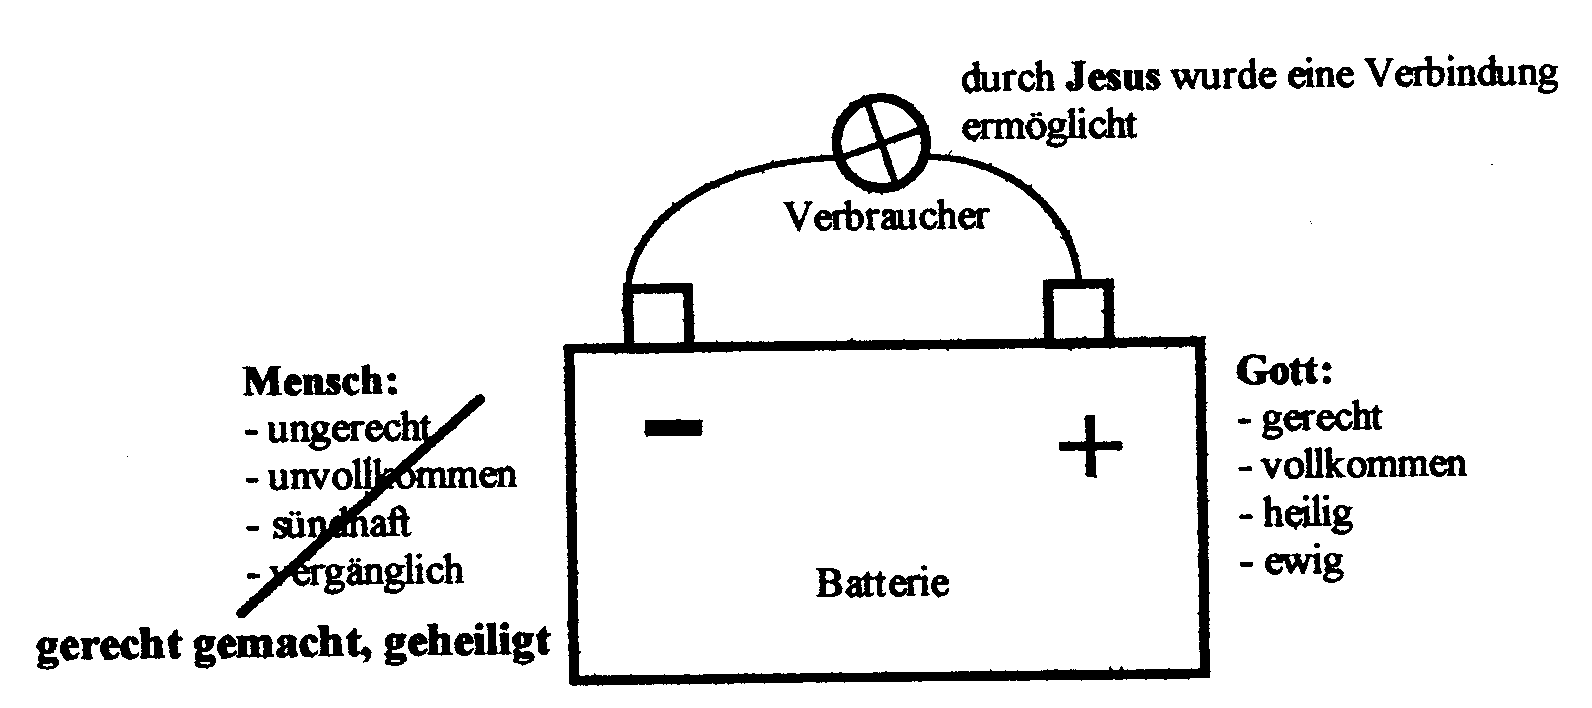 durch Jesus wurde eine Verbindung
ermöglicht
Verbraucher
Mensch:
- ungerecht
- unvollkommen
- sündhaft
- vergänglich
gerecht gemacht, geheiligt
−
+
Batterie
Gott:
- gerecht
- vollkommen
- heilig
- ewig